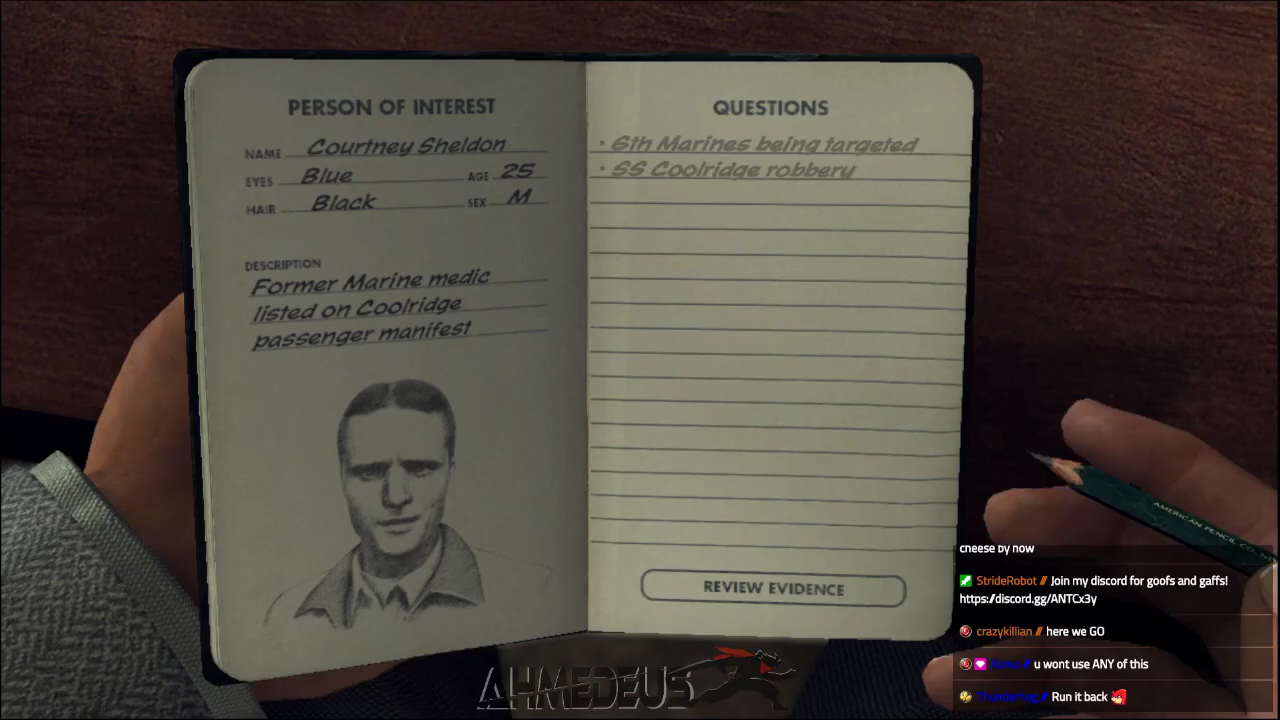 PERSON OF INTEREST
NAME Courtney Sheldon
EYES Blue AGE 25
HAIR Black SEX M
DESCRIPTION
Former Marine medic
listed on Coolridge
passenger manifest
QUESTIONS
• 6th Marines being targeted
• SS Coolridge robbery
REVIEW EVIDENCE
AMERICAN PENCIL CO.
cheese by now
StrideRobot // Join my discord for goofs and gaffs!
https://discord.gg/ANTCx3y
crazykillian // here we GO
// u wont use ANY of this
// Run it back
AHMEDEUS